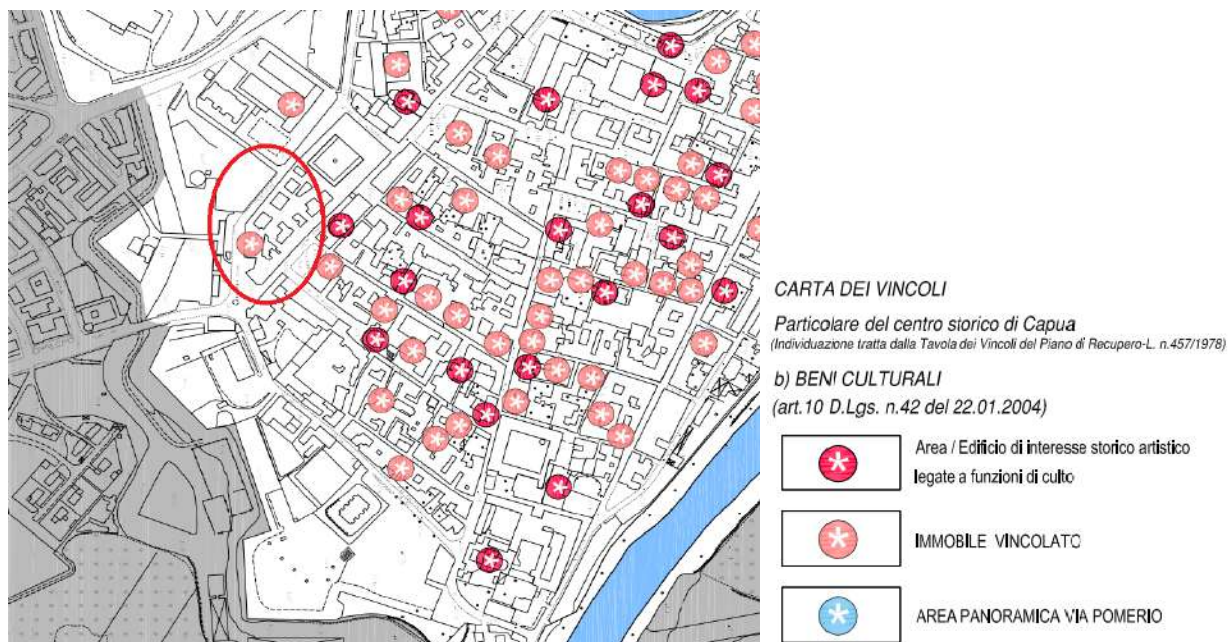 CARTA DEI VINCOLI
Particolare del centro storico di Capua
(Individuazione tratta dalla Tavola dei Vincoli del Piano di Recupero-L. n.457/1978)
b) BENI CULTURALI
(art.10 D.Lgs. n.42 del 22.01.2004)
Area / Edificio di interesse storico artistico
legate a funzioni di culto
IMMOBILE VINCOLATO
AREA PANORAMICA VIA POMERIO